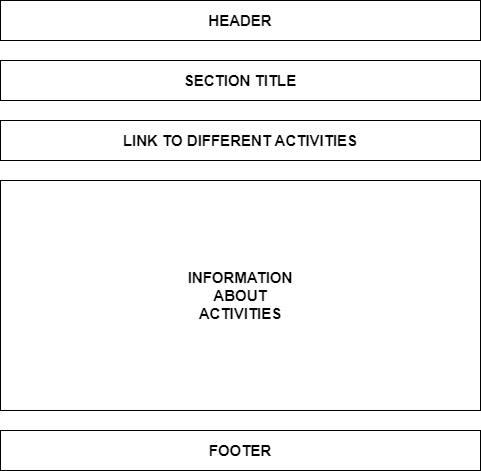 HEADER
SECTION TITLE
LINK TO DIFFERENT ACTIVITIES
INFORMATION
ABOUT
ACTIVITIES
FOOTER